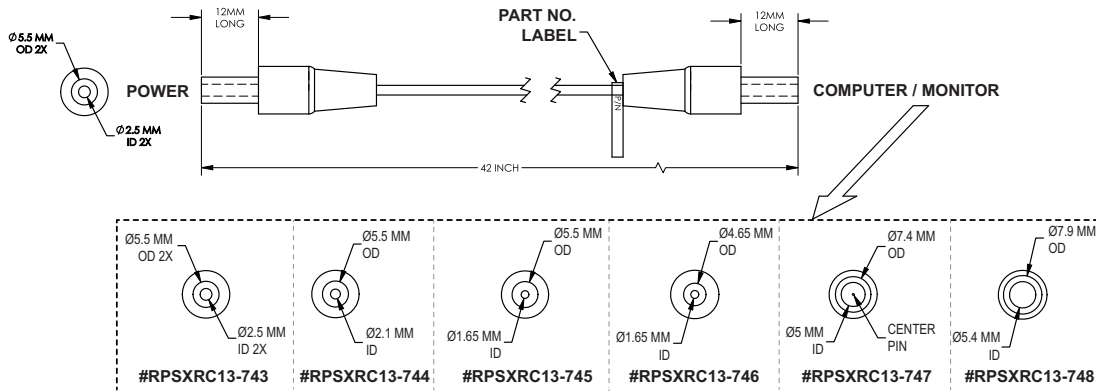 12MM
LONG
PART NO.
LABEL
12MM
LONG
Ø5.5 MM
OD 2X
POWER
P/N
COMPUTER / MONITOR
Ø2.5 MM
ID 2X
42 INCH
Ø5.5 MM
OD 2X
Ø2.5 MM
ID 2X
#RPSXRC13-743
Ø5.5 MM
OD
Ø2.1 MM
ID
#RPSXRC13-744
Ø5.5 MM
OD
Ø1.65 MM
ID
#RPSXRC13-745
Ø4.65 MM
OD
Ø1.65 MM
ID
#RPSXRC13-746
Ø7.4 MM
OD
Ø5 MM
ID
CENTER
PIN
#RPSXRC13-747
Ø7.9 MM
OD
Ø5.4 MM
ID
#RPSXRC13-748